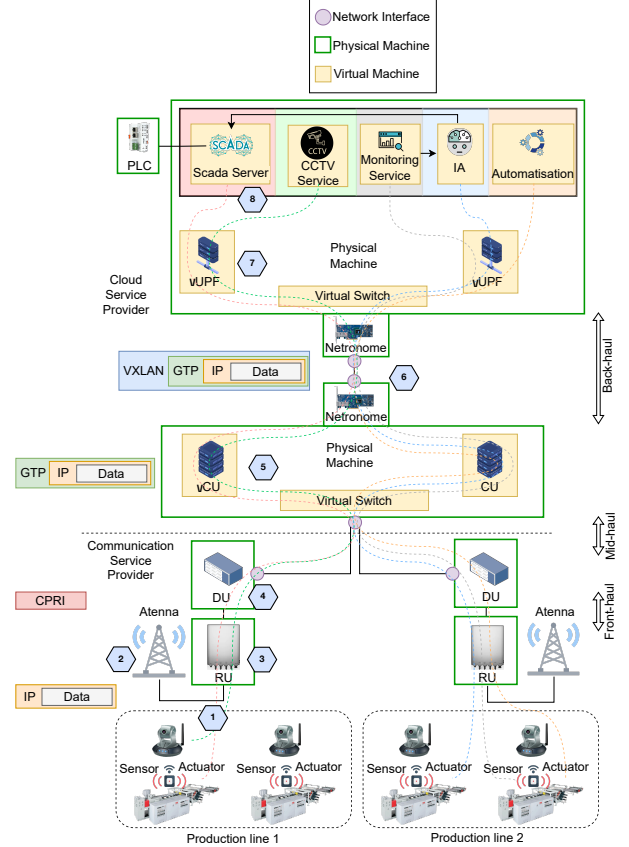 Network Interface
Physical Machine
Virtual Machine
PLC
SCADA
Scada Server
CCTV
CCTV
Service
Monitoring
Service
IA
Automatisation
8
vUPF
7
Physical
Machine
vUPF
Cloud
Service
Provider
Virtual Switch
Netronome
VXLAN
GTP
IP
Data
6
Back-haul
Netronome
GTP
IP
Data
vCU
5
Physical
Machine
CU
Virtual Switch
Mid-haul
Communication
Service
Provider
DU
4
DU
CPRI
Front-haul
Atenna
2
RU
3
RU
Atenna
IP
Data
1
Sensor
Actuator
Sensor
Actuator
Sensor
Actuator
Sensor
Actuator
Production line 1
Production line 2